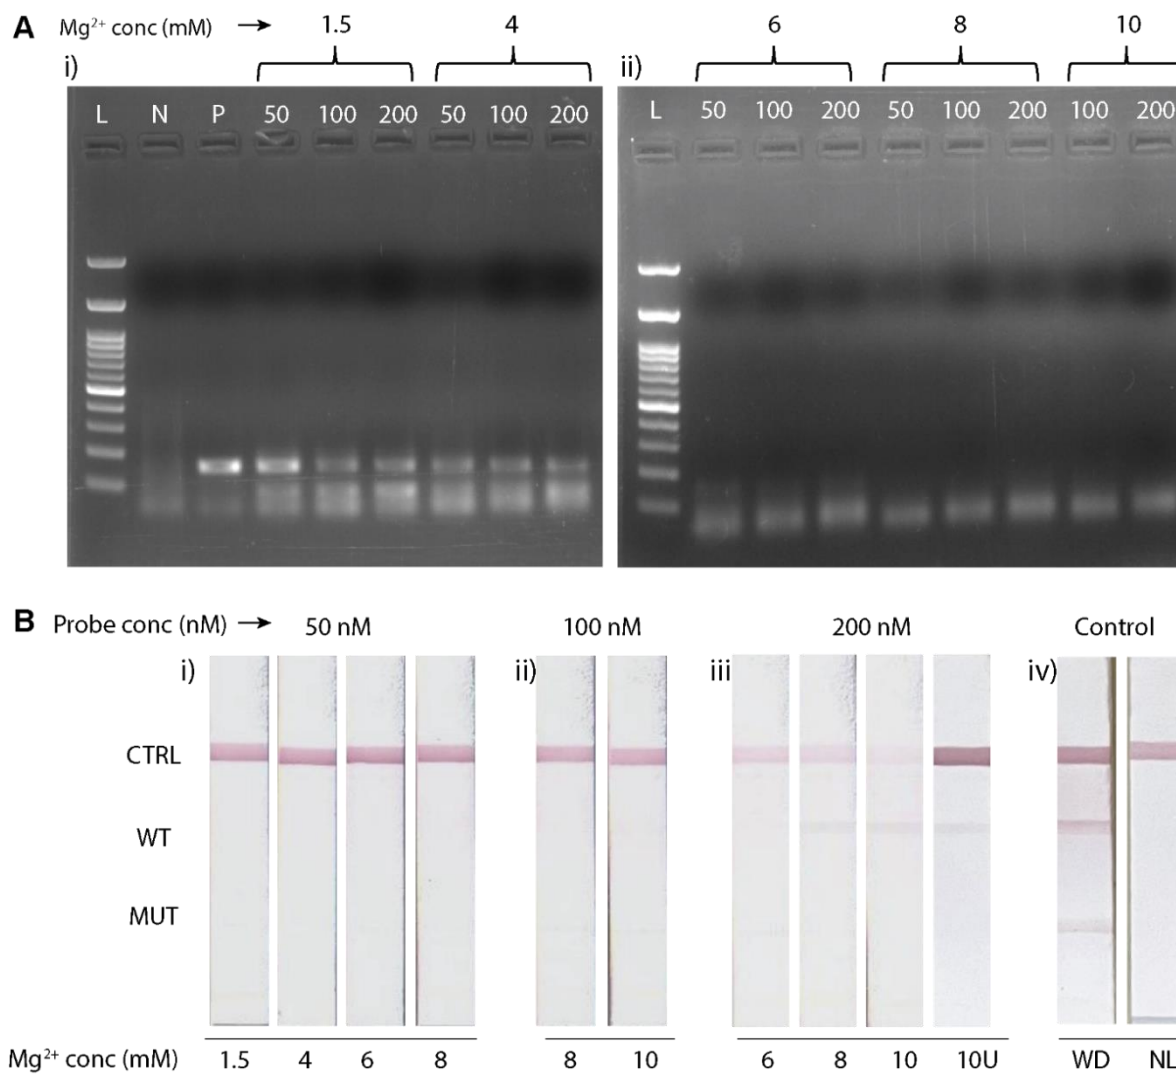 A Mg²⁺ conc (mM) → 1.5 4 6 8 10
i) ii)
L N P 50 100 200 50 100 200 L 50 100 200 50 100 200 100 200
B Probe conc (nM) → 50 nM 100 nM 200 nM Control
i) ii) iii) iv)
CTRL
WT
MUT
Mg²⁺ conc (mM) 1.5 4 6 8 8 10 6 8 10 10U WD NL